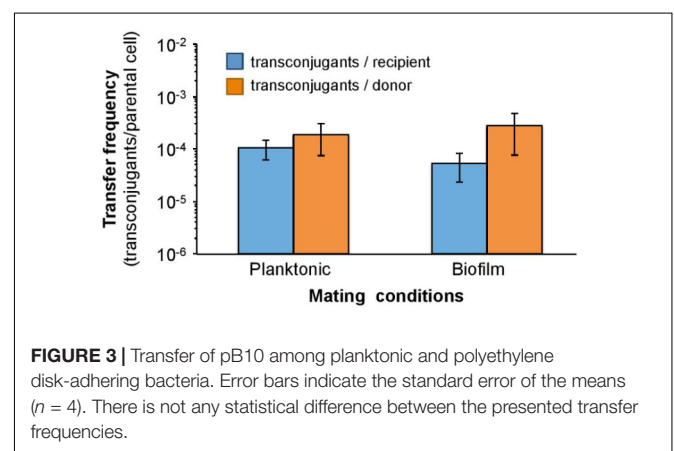 Transfer frequency
(transconjugants/parental cell)
10⁻²
10⁻³
10⁻⁴
10⁻⁵
10⁻⁶
transconjugants / recipient
transconjugants / donor
Planktonic
Biofilm
Mating conditions
FIGURE 3 | Transfer of pB10 among planktonic and polyethylene
disk-adhering bacteria. Error bars indicate the standard error of the means
(n = 4). There is not any statistical difference between the presented transfer
frequencies.